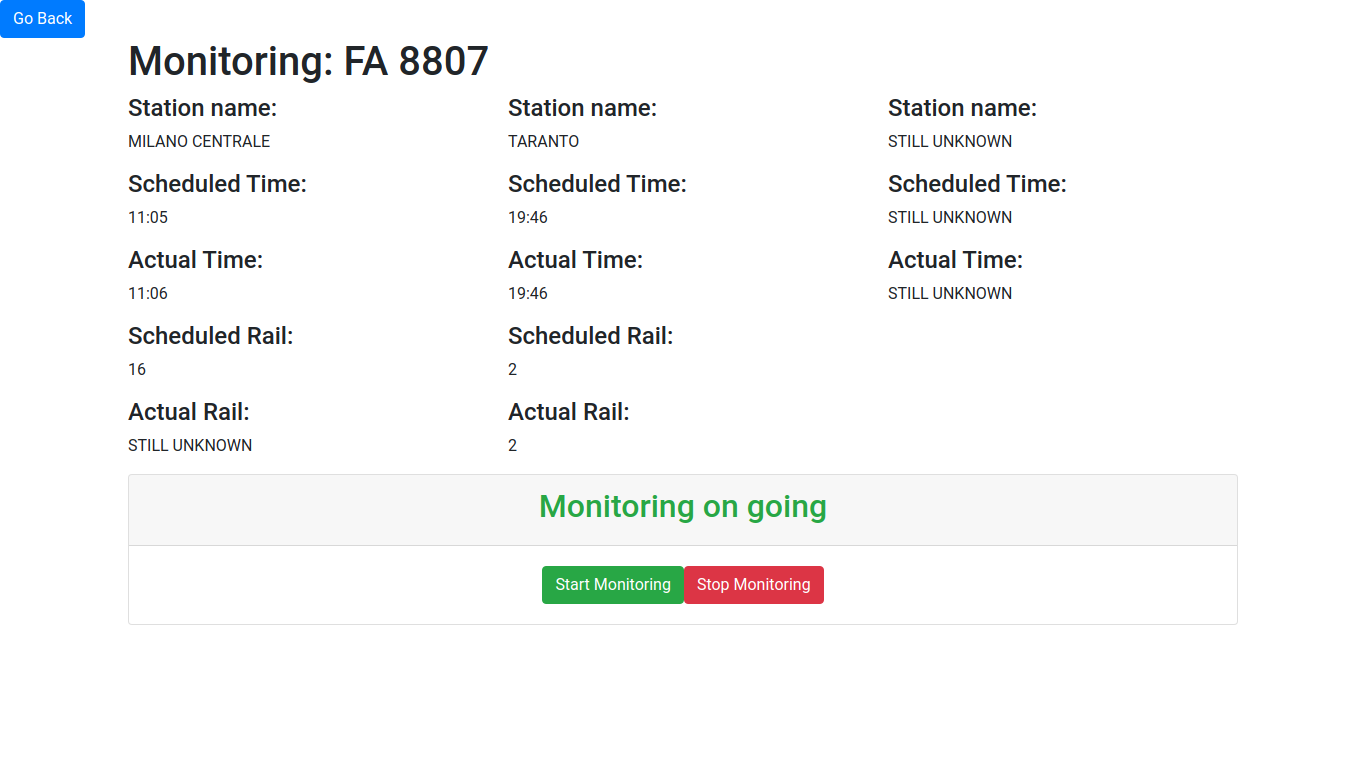 Go Back
Monitoring: FA 8807
Station name:
MILANO CENTRALE
Scheduled Time:
11:05
Actual Time:
11:06
Scheduled Rail:
16
Actual Rail:
STILL UNKNOWN
Station name:
TARANTO
Scheduled Time:
19:46
Actual Time:
19:46
Scheduled Rail:
2
Actual Rail:
2
Station name:
STILL UNKNOWN
Scheduled Time:
STILL UNKNOWN
Actual Time:
STILL UNKNOWN
Monitoring on going
Start Monitoring
Stop Monitoring